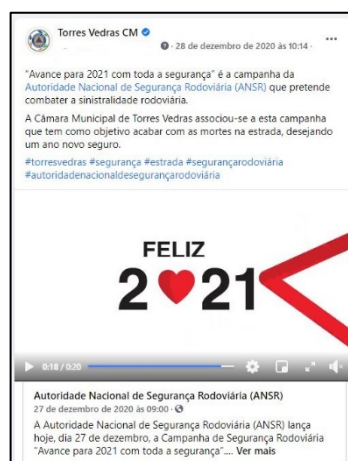 Torres Vedras CM
28 de dezembro de 2020 às 10:14 ·
"Avance para 2021 com toda a segurança" é a campanha da
Autoridade Nacional de Segurança Rodoviária (ANSR) que pretende
combater a sinistralidade rodoviária.
A Câmara Municipal de Torres Vedras associou-se a esta campanha
que tem como objetivo acabar com as mortes na estrada, desejando
um ano novo seguro.
#torresvedras #segurança #estrada #segurançarodoviária
#autoridadenacionaldesegurançarodoviária
FELIZ
2021
0:18 / 0:20
Autoridade Nacional de Segurança Rodoviária (ANSR)
27 de dezembro de 2020 às 09:00 ·
A Autoridade Nacional de Segurança Rodoviária (ANSR) lança
hoje, dia 27 de dezembro, a Campanha de Segurança Rodoviária
"Avance para 2021 com toda a segurança".... Ver mais